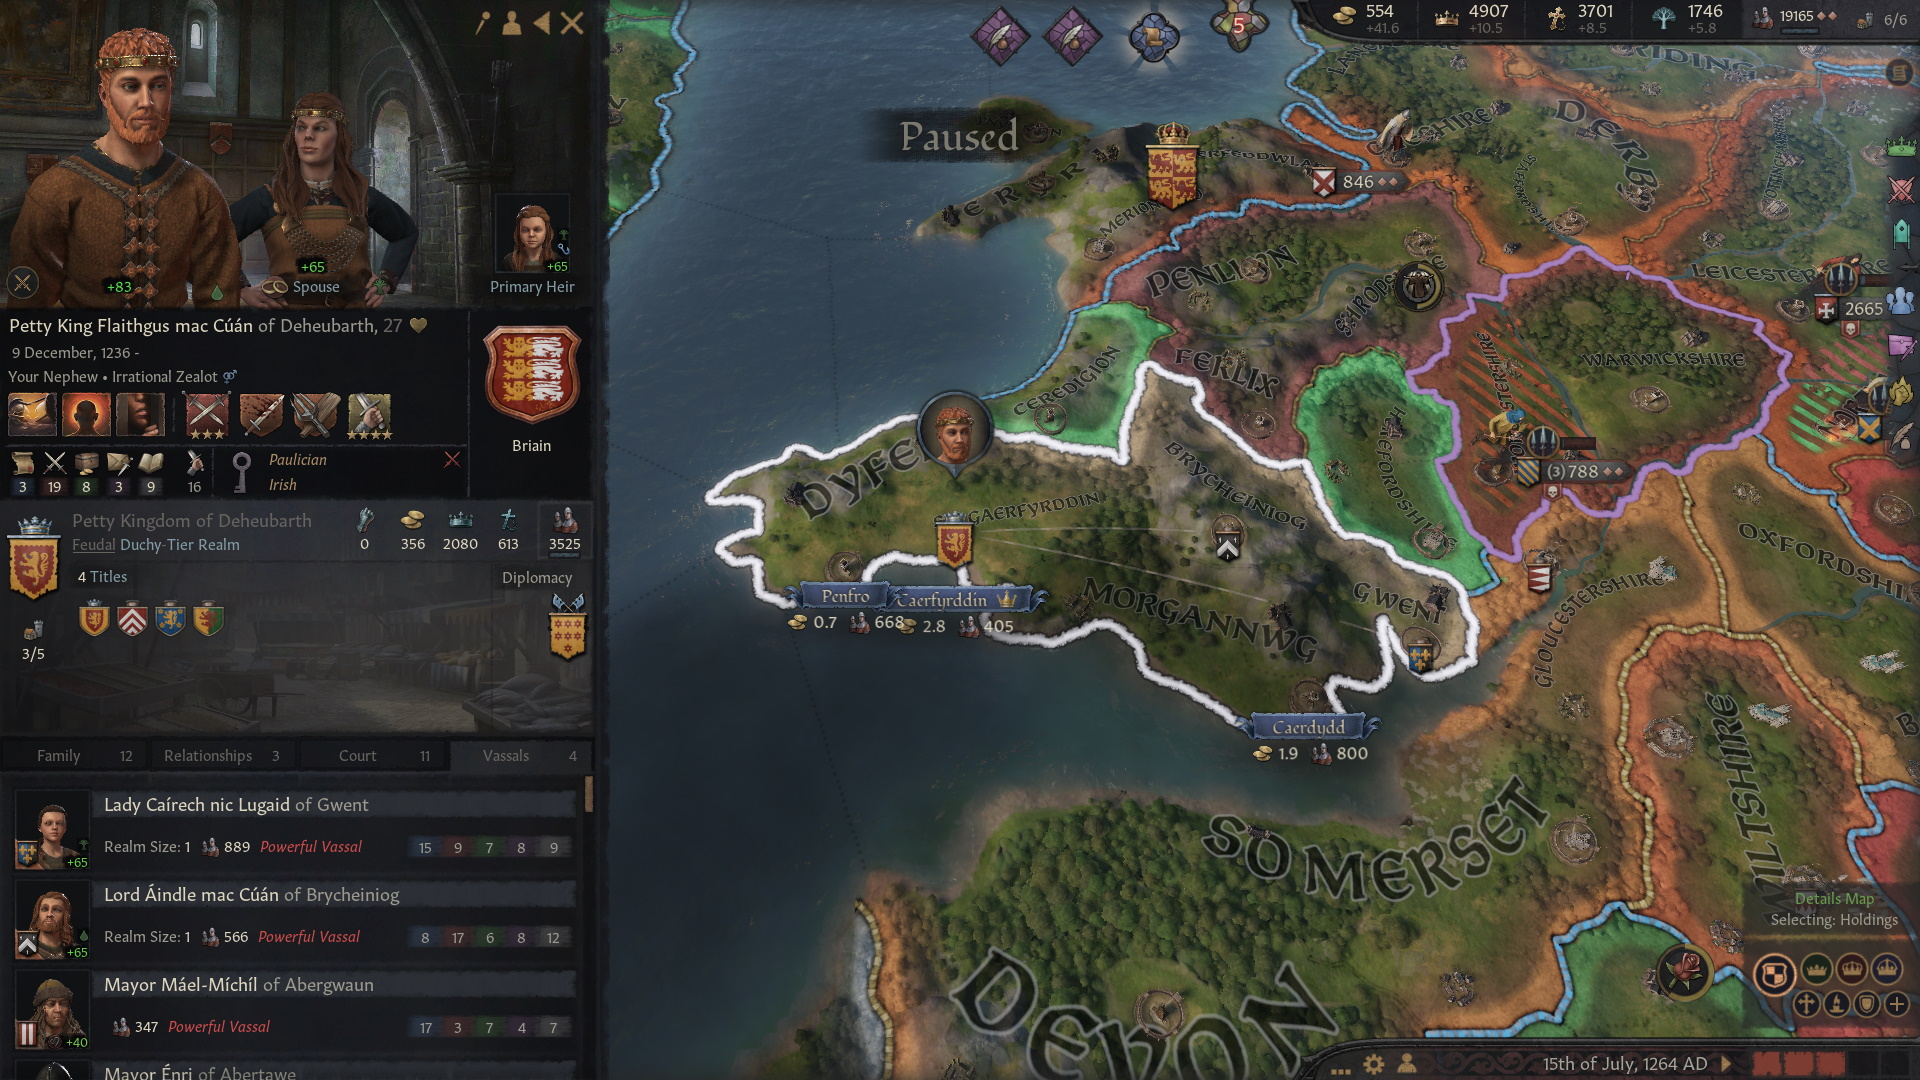 554
+41.6
4907
+10.5
3701
+8.5
1746
+5.8
19165
6/6
5
Paused
+83
+65
Spouse
+65
Primary Heir
Petty King Flaithgus mac Cúán of Deheubarth, 27
9 December, 1236 -
Your Nephew • Irrational Zealot
Briain
3 19 8 3 9 16
Paulician
Irish
Petty Kingdom of Deheubarth
Feudal Duchy-Tier Realm
0 356 2080 613 3525
4 Titles
Diplomacy
3/5
Family 12
Relationships 3
Court 11
Vassals 4
Lady Caírech nic Lugaid of Gwent
Realm Size: 1 889 Powerful Vassal
15 9 7 8 9
+65
Lord Áindle mac Cúán of Brycheiniog
Realm Size: 1 566 Powerful Vassal
8 17 6 8 12
+65
Mayor Máel-Míchíl of Abergwaun
347 Powerful Vassal
17 3 7 4 7
+40
Mayor Énri of Abertawe
846
PENLLYN
LEICESTER
2665
FERLIX
WARWICKSHIRE
CEREDIGION
HEREFORDSHIRE
(3)788
DYFE
GAERFYRDDIN
BRYCHEINIOG
OXFORDSHI
Penfro
0.7 668
Caerfyrddin
2.8 405
MORGANNWG
GWENT
GLOUCESTERSHIRE
Caerdydd
1.9 800
SOMERSET
WILTSHIRE
DEVON
Details Map
Selecting: Holdings
15th of July, 1264 AD